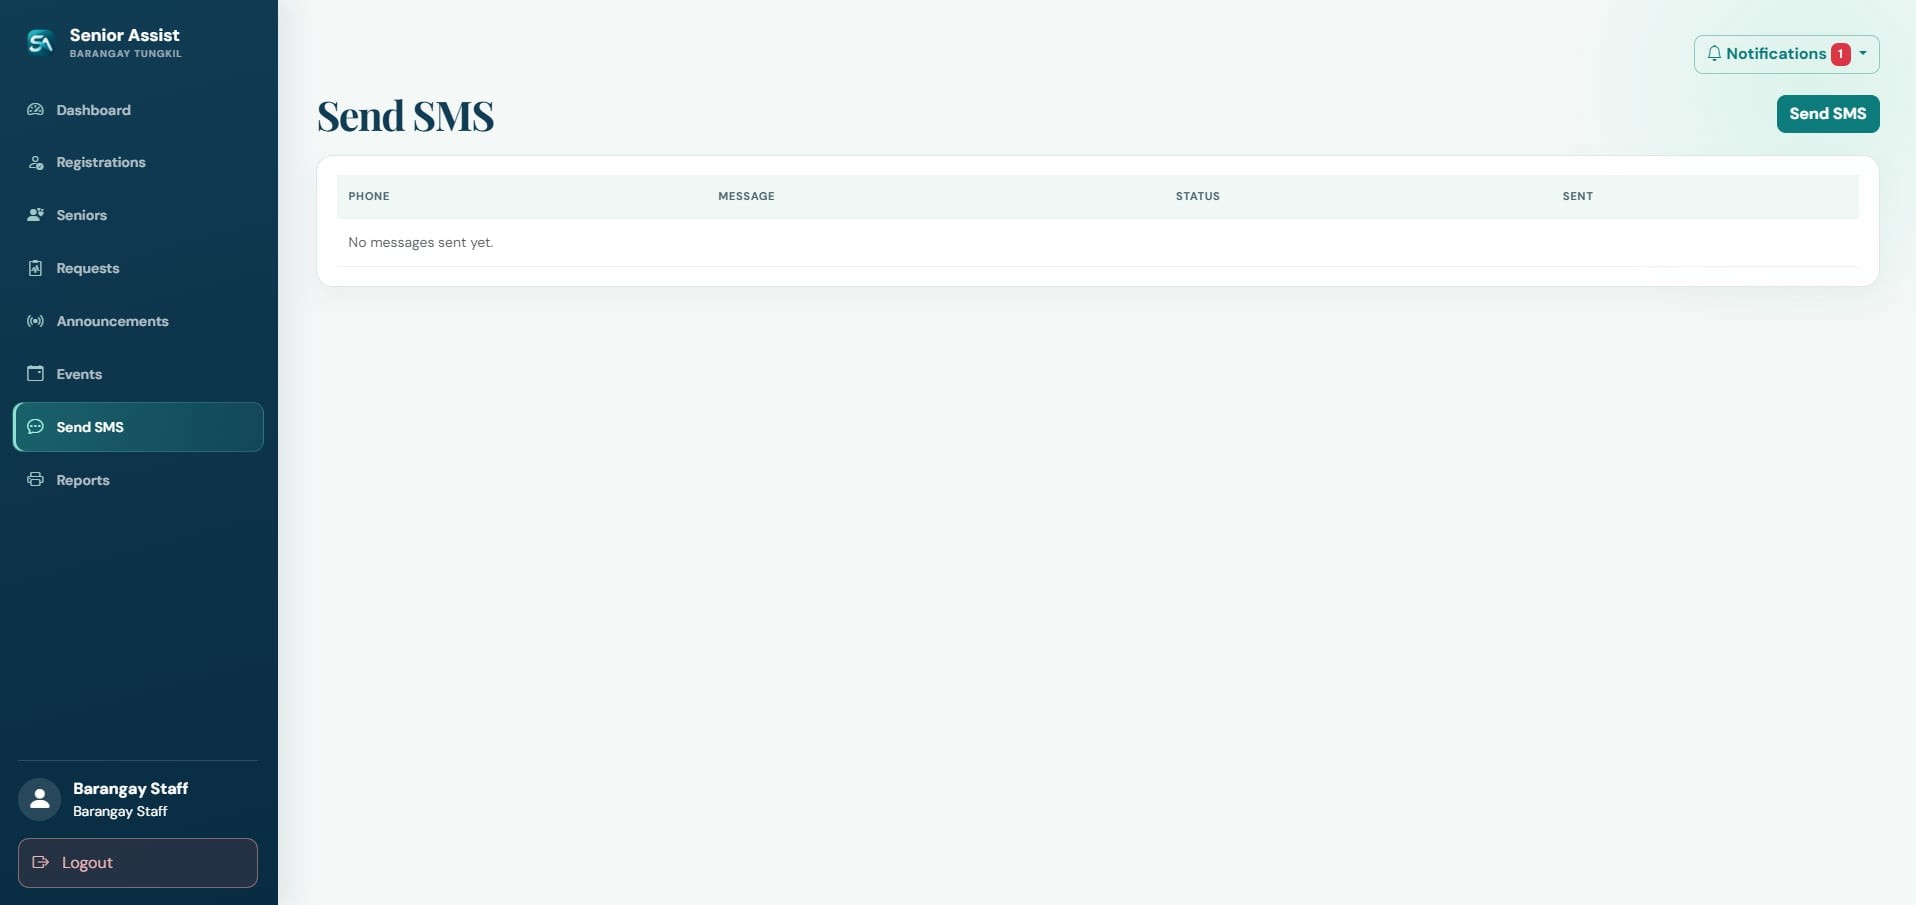 Senior Assist
BARANGAY TUNGKIL
Dashboard
Registrations
Seniors
Requests
Announcements
Events
Send SMS
Reports
Barangay Staff
Barangay Staff
Logout
Notifications 1
Send SMS
Send SMS
PHONE MESSAGE STATUS SENT
No messages sent yet.